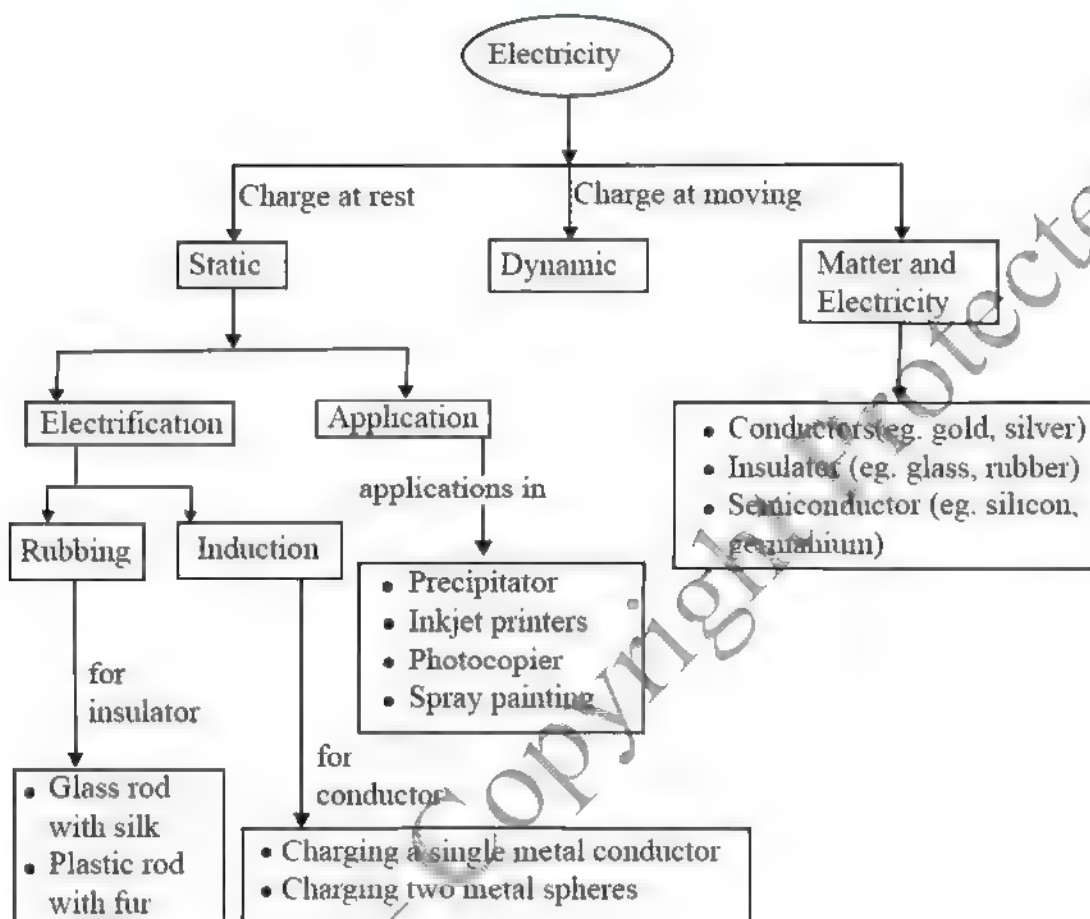 Electricity
Charge at rest
Charge at moving
Static
Dynamic
Matter and
Electricity
Electrification
Application
• Conductors(eg. gold, silver)
• Insulator (eg. glass, rubber)
• Semiconductor (eg. silicon,
germanium)
applications in
Rubbing
Induction
• Precipitator
• Inkjet printers
• Photocopier
• Spray painting
for
insulator
for
conductor
• Glass rod
with silk
• Plastic rod
with fur
• Charging a single metal conductor
• Charging two metal spheres
Copyright Protecte